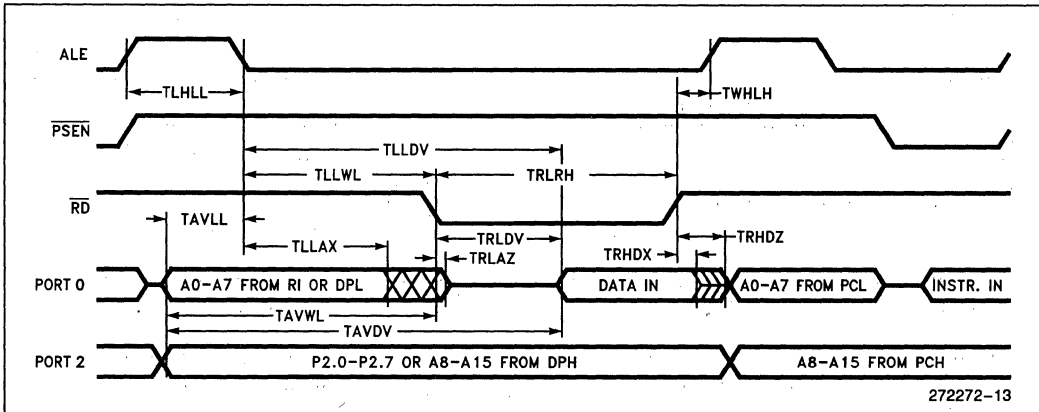 ALE
TLHLL
TWHLH
PSEN
TLLDV
TLLWL
TRLRH
RD
TAVLL
TLLAX
TRLDV
TRLAZ
TRHDX
TRHDZ
PORT 0
A0-A7 FROM RI OR DPL
DATA IN
A0-A7 FROM PCL
INSTR. IN
TAVWL
TAVDV
PORT 2
P2.0-P2.7 OR A8-A15 FROM DPH
A8-A15 FROM PCH
272272-13